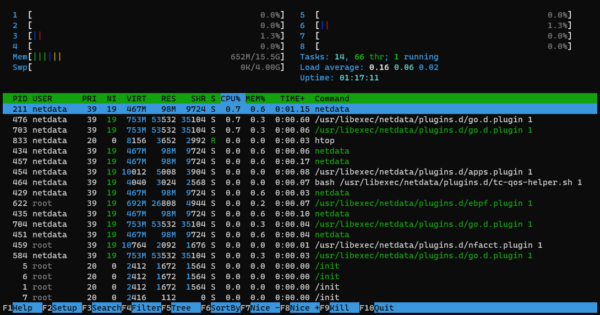 1 [ 0.0%] 5 [ 0.0%]
2 [ 0.0%] 6 [|| 1.3%]
3 [|| 1.3%] 7 [ 0.0%]
4 [ 0.0%] 8 [ 0.0%]
Mem[|||||| 652M/15.5G] Tasks: 14, 66 thr; 1 running
Swp[ 0K/4.00G] Load average: 0.16 0.06 0.02
Uptime: 01:17:11
PID USER PRI NI VIRT RES SHR S CPU% MEM% TIME+ Command
211 netdata 39 19 467M 98M 9724 S 0.7 0.6 0:01.15 netdata
476 netdata 39 19 753M 53532 35104 S 0.7 0.3 0:00.60 /usr/libexec/netdata/plugins.d/go.d.plugin 1
703 netdata 39 19 753M 53532 35104 S 0.7 0.3 0:00.06 /usr/libexec/netdata/plugins.d/go.d.plugin 1
833 netdata 20 0 8156 3652 2992 R 0.0 0.0 0:00.03 htop
434 netdata 39 19 467M 98M 9724 S 0.0 0.6 0:00.06 netdata
457 netdata 39 19 467M 98M 9724 S 0.0 0.6 0:00.17 netdata
454 netdata 39 19 10012 5008 3904 S 0.0 0.0 0:00.08 /usr/libexec/netdata/plugins.d/apps.plugin 1
464 netdata 39 19 4040 3024 2568 S 0.0 0.0 0:00.07 bash /usr/libexec/netdata/plugins.d/tc-qos-helper.sh 1
429 netdata 39 19 467M 98M 9724 S 0.0 0.6 0:00.03 netdata
622 root 39 19 692M 26808 4944 S 0.0 0.2 0:00.07 /usr/libexec/netdata/plugins.d/ebpf.plugin 1
435 netdata 39 19 467M 98M 9724 S 0.0 0.6 0:00.10 netdata
704 netdata 39 19 753M 53532 35104 S 0.0 0.3 0:00.04 /usr/libexec/netdata/plugins.d/go.d.plugin 1
451 netdata 39 19 467M 98M 9724 S 0.0 0.6 0:00.04 netdata
459 root 39 19 10764 2092 1676 S 0.0 0.0 0:00.01 /usr/libexec/netdata/plugins.d/nfacct.plugin 1
584 netdata 39 19 753M 53532 35104 S 0.0 0.3 0:00.03 /usr/libexec/netdata/plugins.d/go.d.plugin 1
5 root 20 0 2412 1672 1564 S 0.0 0.0 0:00.00 /init
6 root 20 0 2412 1672 1564 S 0.0 0.0 0:00.00 /init
1 root 20 0 2412 1672 1564 S 0.0 0.0 0:00.01 /init
7 root 20 0 2416 112 0 S 0.0 0.0 0:00.00 /init
F1Help F2Setup F3SearchF4FilterF5Tree F6SortByF7Nice -F8Nice +F9Kill F10Quit